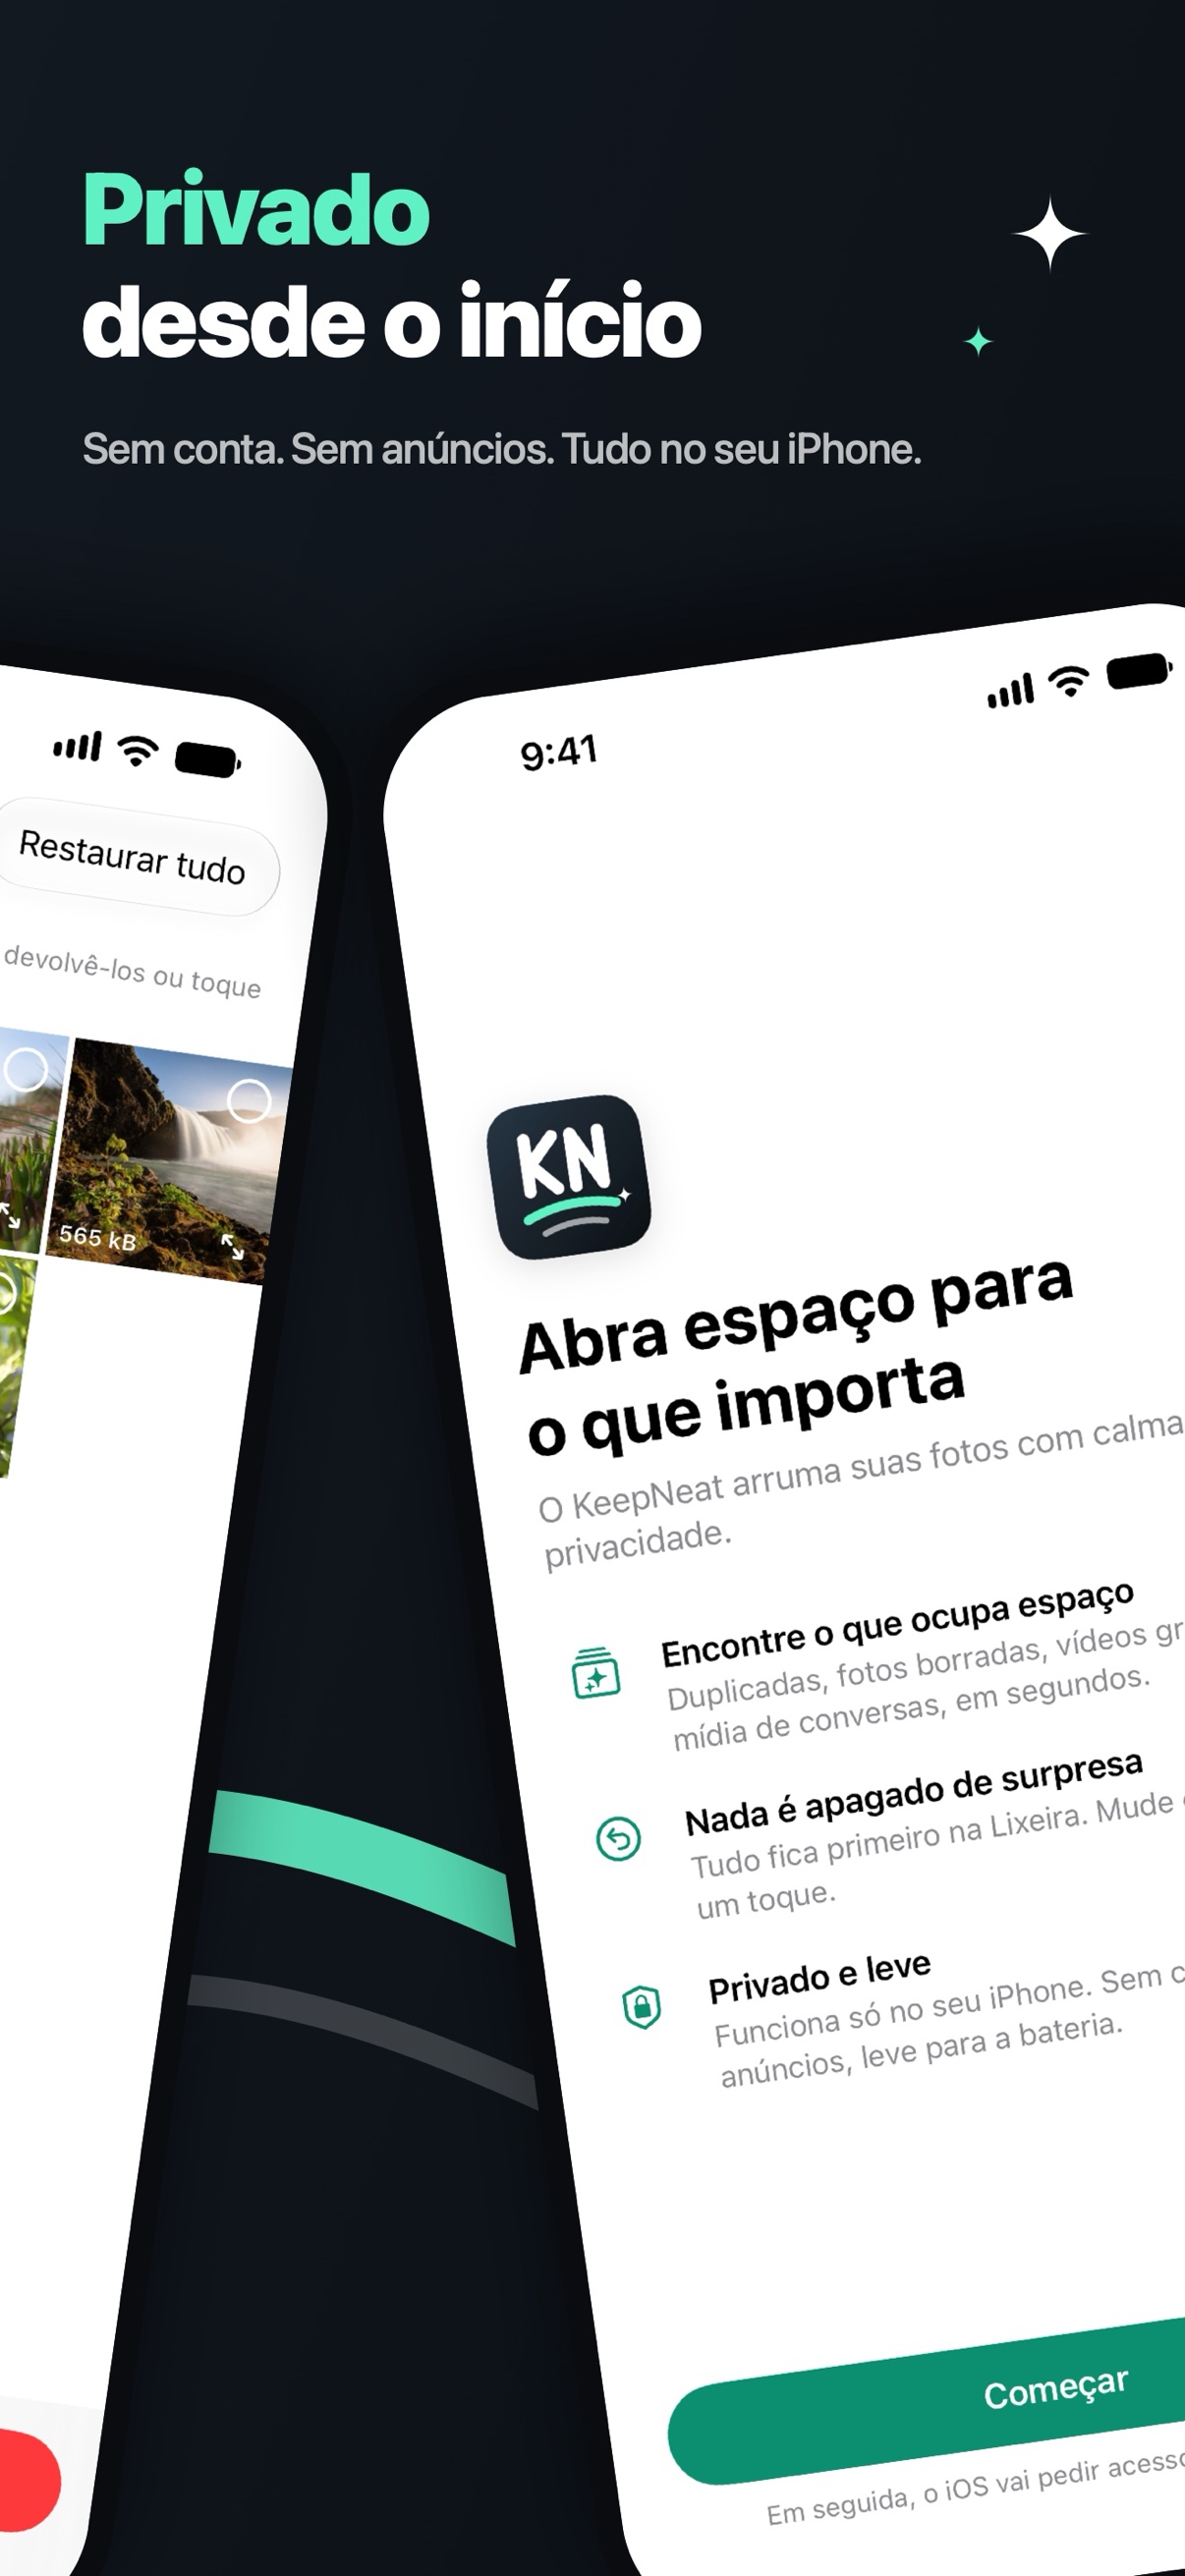 Privado
desde o início
Sem conta. Sem anúncios. Tudo no seu iPhone.
Restaurar tudo
devolvê-los ou toque
565 kB
9:41
KN
Abra espaço para
o que importa
O KeepNeat arruma suas fotos com calma
privacidade.
Encontre o que ocupa espaço
Duplicadas, fotos borradas, vídeos gr
mídia de conversas, em segundos.
Nada é apagado de surpresa
Tudo fica primeiro na Lixeira. Mude
um toque.
Privado e leve
Funciona só no seu iPhone. Sem c
anúncios, leve para a bateria.
Começar
Em seguida, o iOS vai pedir acesso